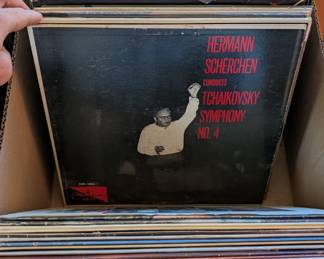 HERMANN
SCHERCHEN
CONDUCTS
TCHAIKOVSKY
SYMPHONY
NO. 4